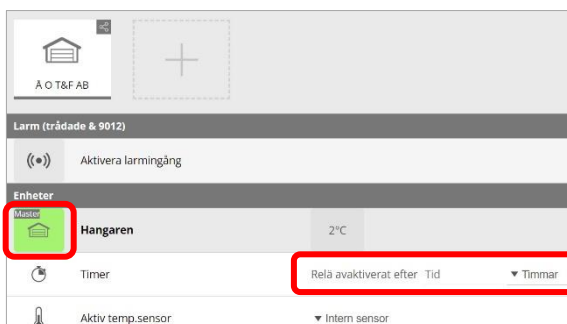 Å O T&F AB
Larm (trådade & 9012)
Aktivera larmingång
Enheter
Master
Hangaren 2°C
Timer Relä avaktiverat efter Tid ▼ Timmar
Aktiv temp.sensor ▼ Intern sensor